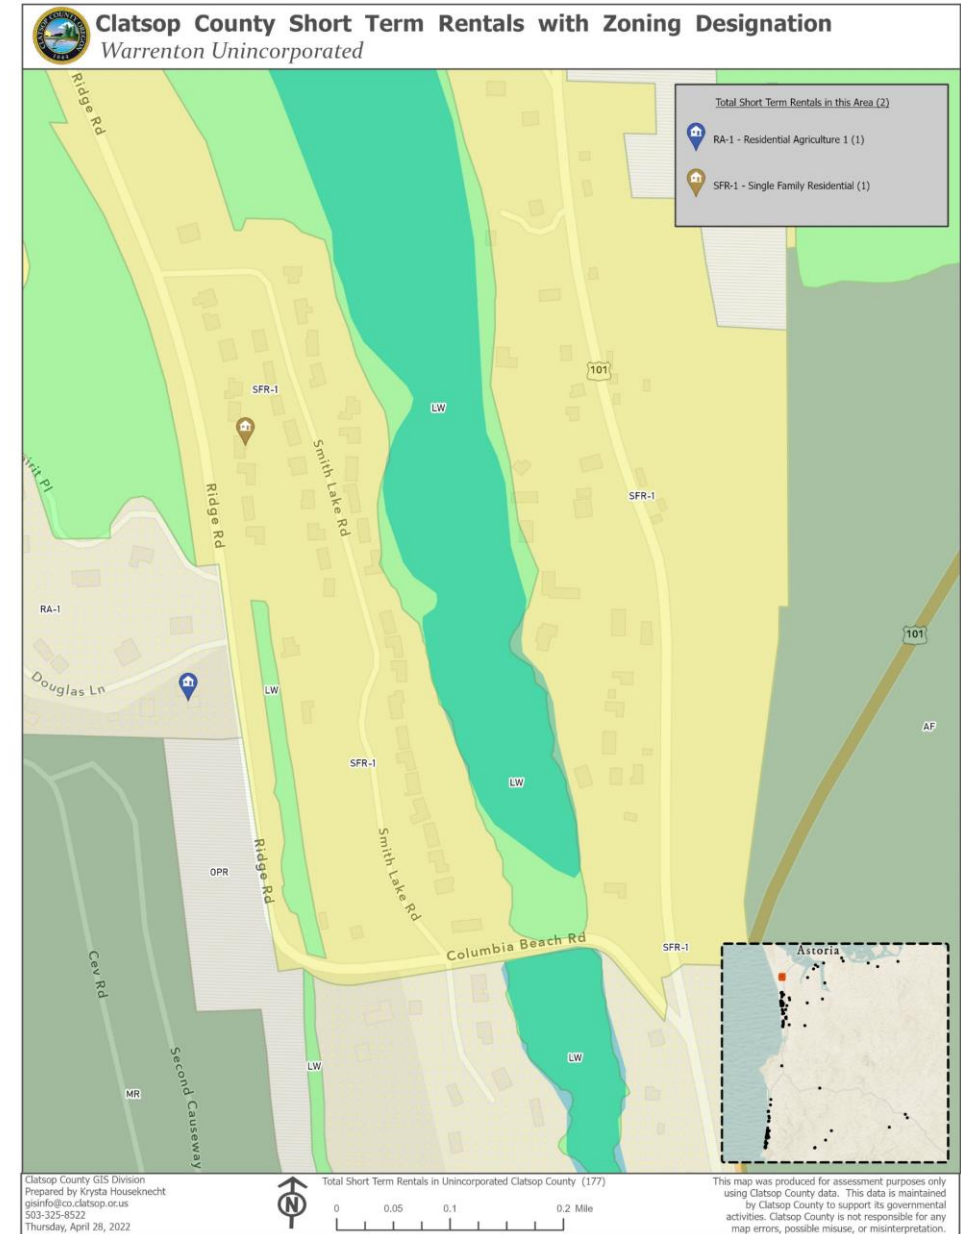 Clatsop County Short Term Rentals with Zoning Designation
Warrenton Unincorporated
Total Short Term Rentals in this Area (2)
RA-1 - Residential Agriculture 1 (1)
SFR-1 - Single Family Residential (1)
Ridge Rd
101
SFR-1
LW
Smith Lake Rd
SFR-1
Ridge Rd
RA-1
101
Douglas Ln
LW
AF
SFR-1
LW
OPR
Ridge Rd
Smith Lake Rd
Columbia Beach Rd
SFR-1
Astoria
Cev Rd
LW
LW
MR
Second Causeway
Clatsop County GIS Division
Prepared by Krysta Houseknecht
gisinfo@co.clatsop.or.us
503-325-8522
Thursday, April 28, 2022
N
Total Short Term Rentals in Unincorporated Clatsop County (177)
0 0.05 0.1 0.2 Mile
This map was produced for assessment purposes only
using Clatsop County data. This data is maintained
by Clatsop County to support its governmental
activities. Clatsop County is not responsible for any
map errors, possible misuse, or misinterpretation.